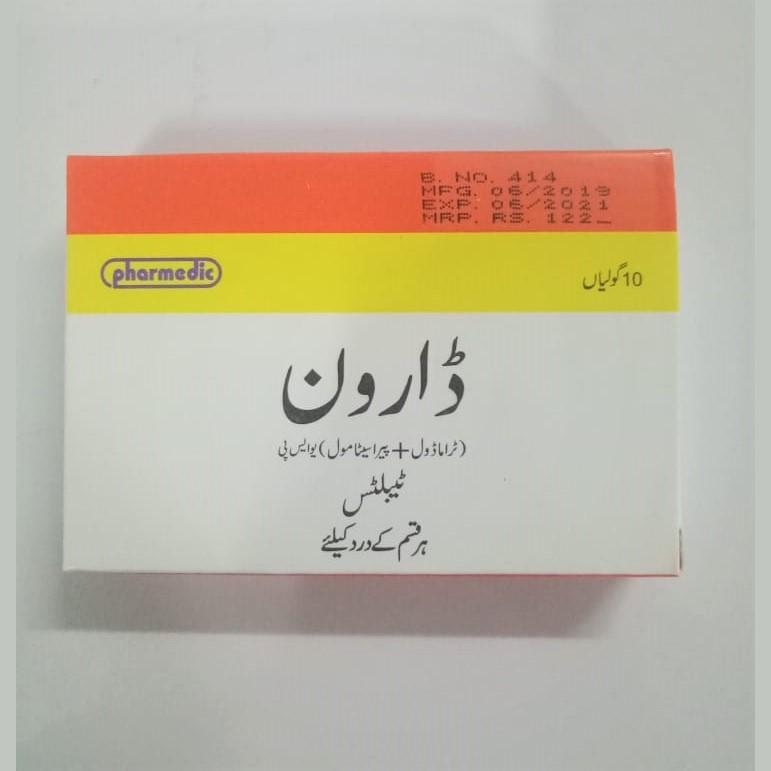 B. NO. 414
MFG. 06/2019
EXP. 06/2021
MRP. RS. 122_
pharmedic
10 گولیاں
ڈارون
(ٹراماڈول + پیراسیٹامول) یو ایس پی
ٹیبلٹس
ہر قسم کے درد کیلئے